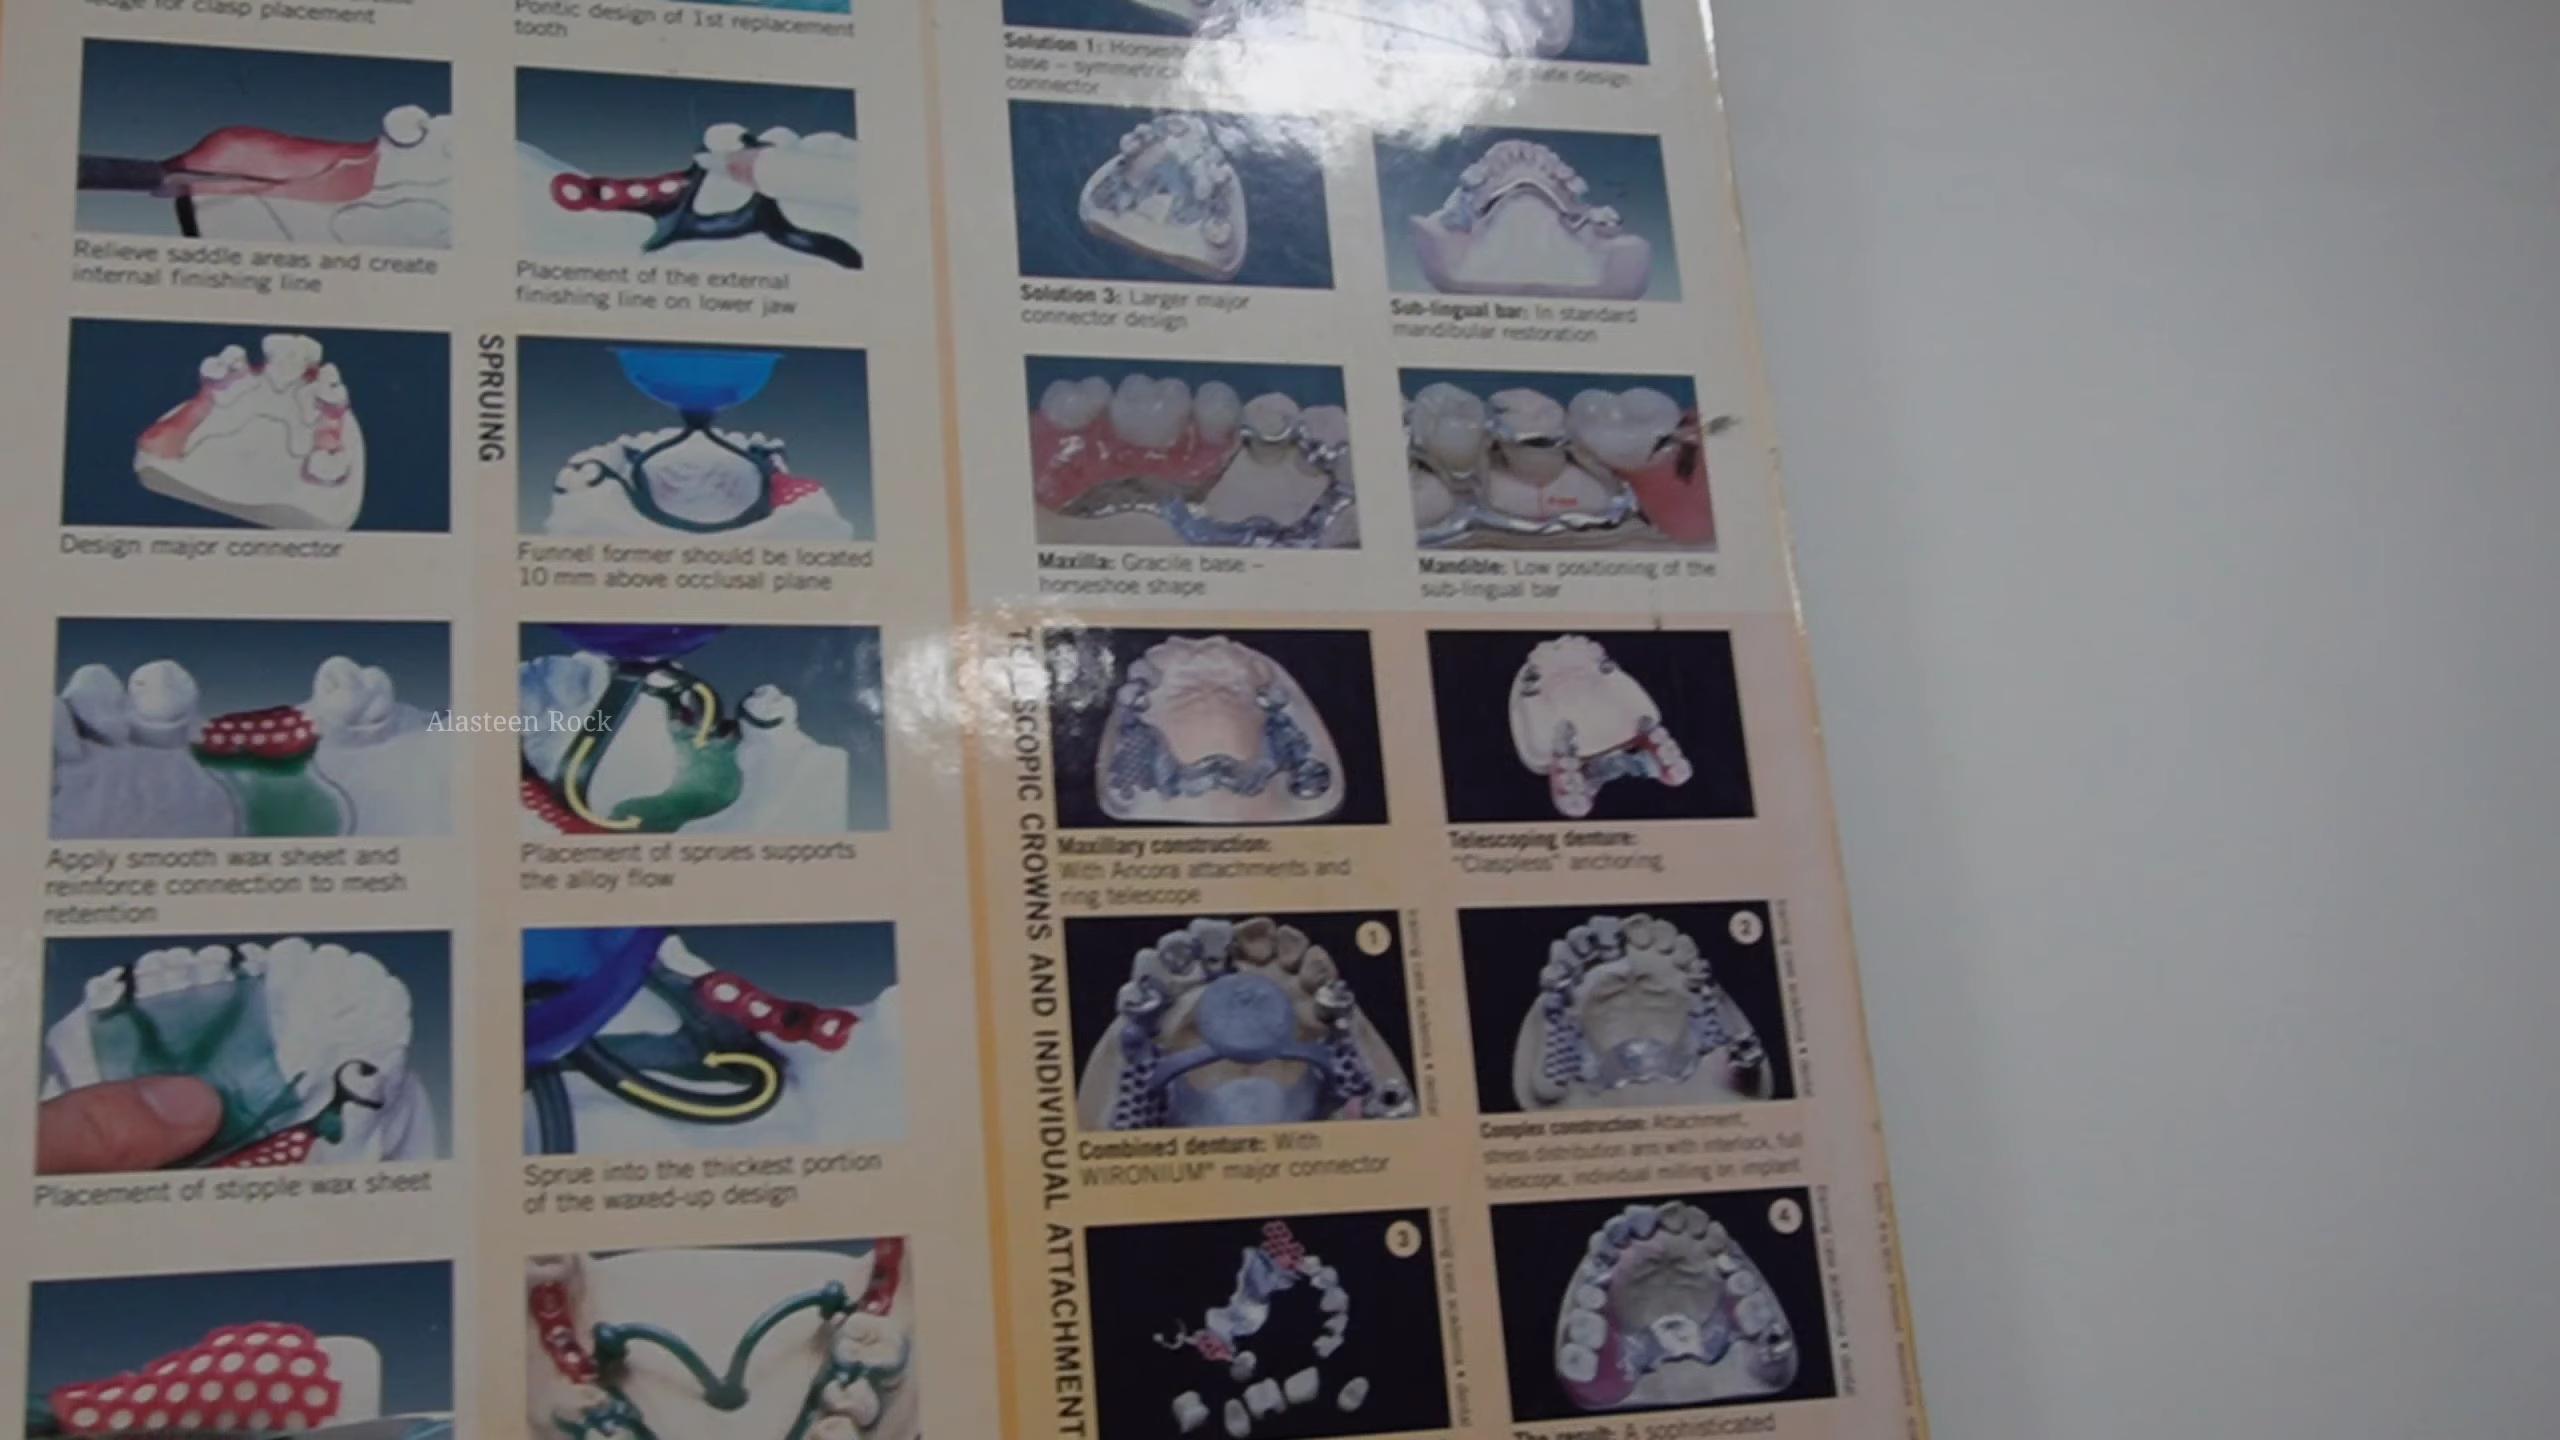 for clasp placement
Relieve saddle areas and create
internal finishing line
Design major connector
Apply smooth wax sheet and
reinforce connection to mesh
retention
Placement of stipple wax sheet
Pontic design of 1st replacement
tooth
Placement of the external
finishing line on lower jaw
SPRUING
Funnel former should be located
10 mm above occlusal plane
Placement of sprues supports
the alloy flow
Sprue into the thickest portion
of the waxed-up design
Solution 1:
base – 
connector
design
Solution 3: Larger major
connector design
Sub-lingual bar: In standard
mandibular restoration
Maxilla: Gracile base –
horseshoe shape
Mandible: Low positioning of the
sub-lingual bar
TELESCOPIC CROWNS AND INDIVIDUAL ATTACHMENT
Maxillary construction:
With Ancora attachments and
ring telescope
Telescoping denture:
"Claspless" anchoring
1
Combined denture: With
WIRONIUM® major connector
2
Complex construction: Attachment,
stress distribution arm with interlock, full
telescope, individual milling on implant
3
4
The result: A sophisticated
Alasteen Rock